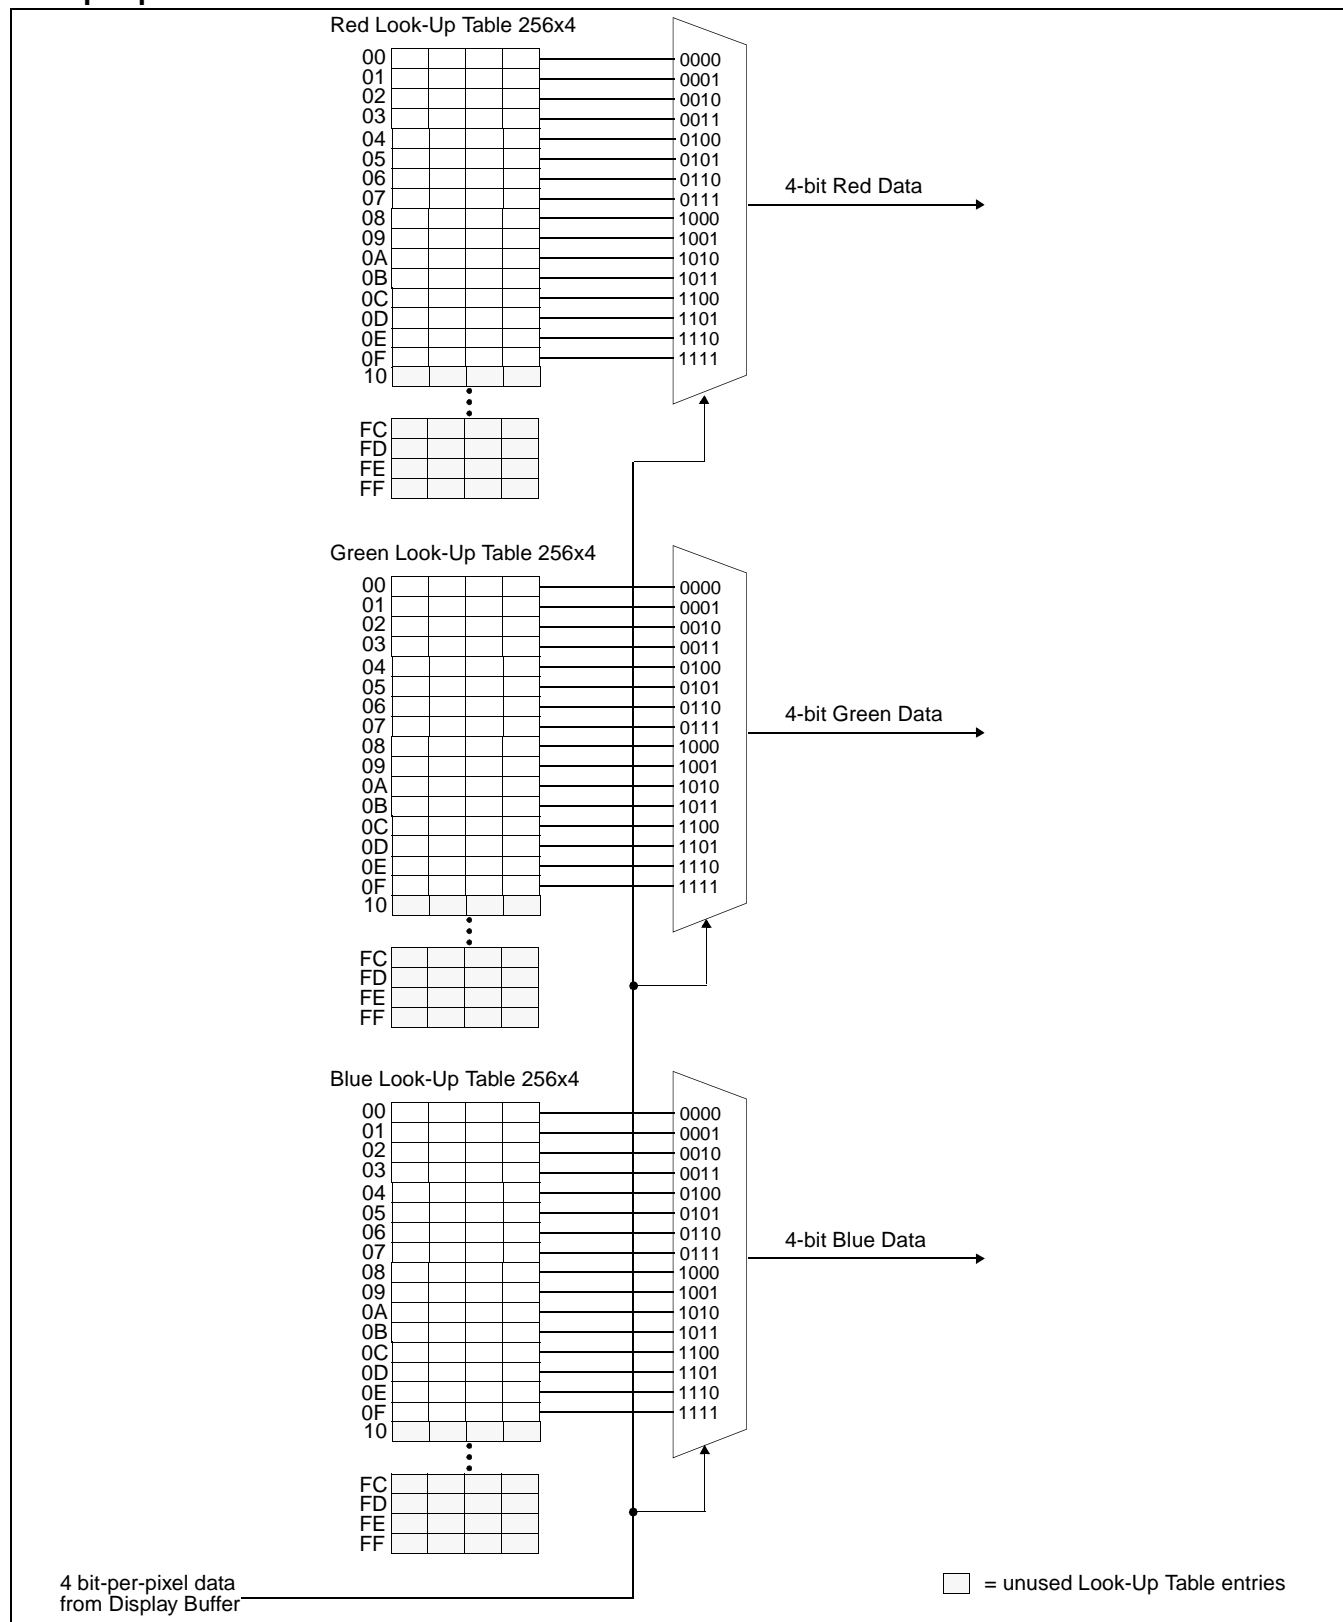 Red Look-Up Table 256x4
00 0000
01 0001
02 0010
03 0011
04 0100
05 0101
06 0110
07 0111
4-bit Red Data
08 1000
09 1001
0A 1010
0B 1011
0C 1100
0D 1101
0E 1110
0F 1111
10
FC
FD
FE
FF
Green Look-Up Table 256x4
00 0000
01 0001
02 0010
03 0011
04 0100
05 0101
06 0110
07 0111
4-bit Green Data
08 1000
09 1001
0A 1010
0B 1011
0C 1100
0D 1101
0E 1110
0F 1111
10
FC
FD
FE
FF
Blue Look-Up Table 256x4
00 0000
01 0001
02 0010
03 0011
04 0100
05 0101
06 0110
07 0111
4-bit Blue Data
08 1000
09 1001
0A 1010
0B 1011
0C 1100
0D 1101
0E 1110
0F 1111
10
FC
FD
FE
FF
4 bit-per-pixel data
from Display Buffer
= unused Look-Up Table entries